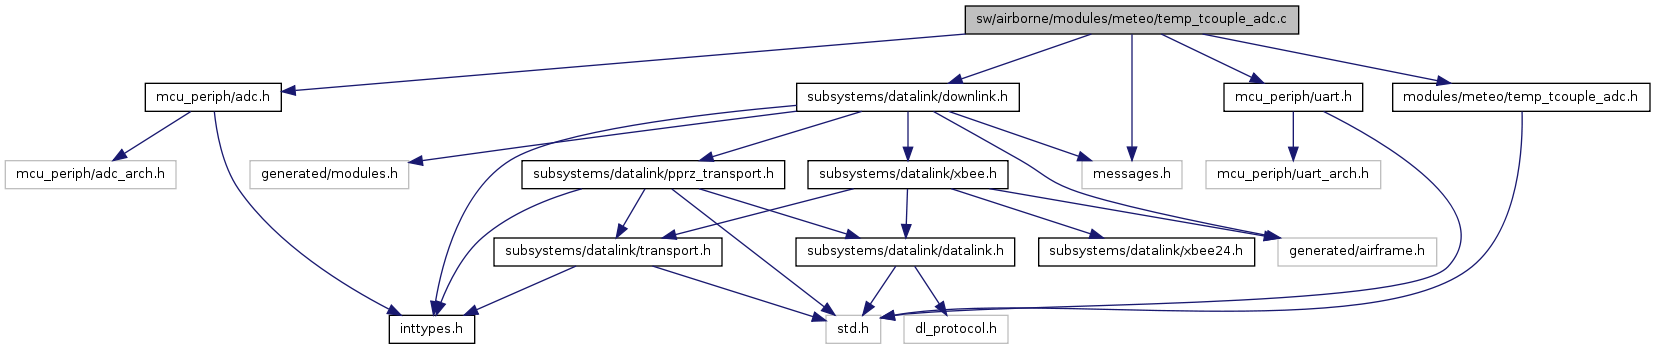 sw/airborne/modules/meteo/temp_tcouple_adc.c
mcu_periph/adc.h
subsystems/datalink/downlink.h
mcu_periph/uart.h
modules/meteo/temp_tcouple_adc.h
mcu_periph/adc_arch.h
generated/modules.h
subsystems/datalink/pprz_transport.h
subsystems/datalink/xbee.h
messages.h
mcu_periph/uart_arch.h
subsystems/datalink/transport.h
subsystems/datalink/datalink.h
subsystems/datalink/xbee24.h
generated/airframe.h
inttypes.h
std.h
dl_protocol.h